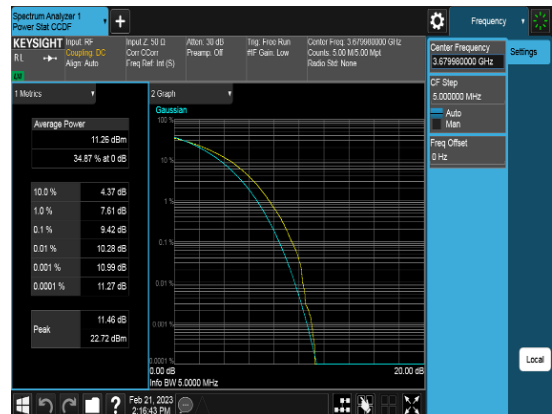 Spectrum Analyzer 1
Power Stat CCDF
+
Frequency
KEYSIGHT
RL
Input: RF
Coupling: DC
Align: Auto
Input Z: 50 Ω
Corr CCorr
Freq Ref: Int (S)
Atten: 30 dB
Preamp: Off
Trig: Free Run
#IF Gain: Low
Center Freq: 3.679980000 GHz
Counts: 5.00 M/5.00 Mpt
Radio Std: None
Center Frequency
3.679980000 GHz
Settings
CF Step
5.000000 MHz
Auto
Man
Freq Offset
0 Hz
1 Metrics
Average Power
11.26 dBm
34.87 % at 0 dB
10.0 % 4.37 dB
1.0 % 7.61 dB
0.1 % 9.42 dB
0.01 % 10.28 dB
0.001 % 10.99 dB
0.0001 % 11.27 dB
Peak 11.46 dB
22.72 dBm
2 Graph
Gaussian
100 %
10 %
1 %
0.1 %
0.01 %
0.001 %
0.0001 %
0.00 dB 20.00 dB
Info BW 5.0000 MHz
Local
?
Feb 21, 2023
2:16:43 PM